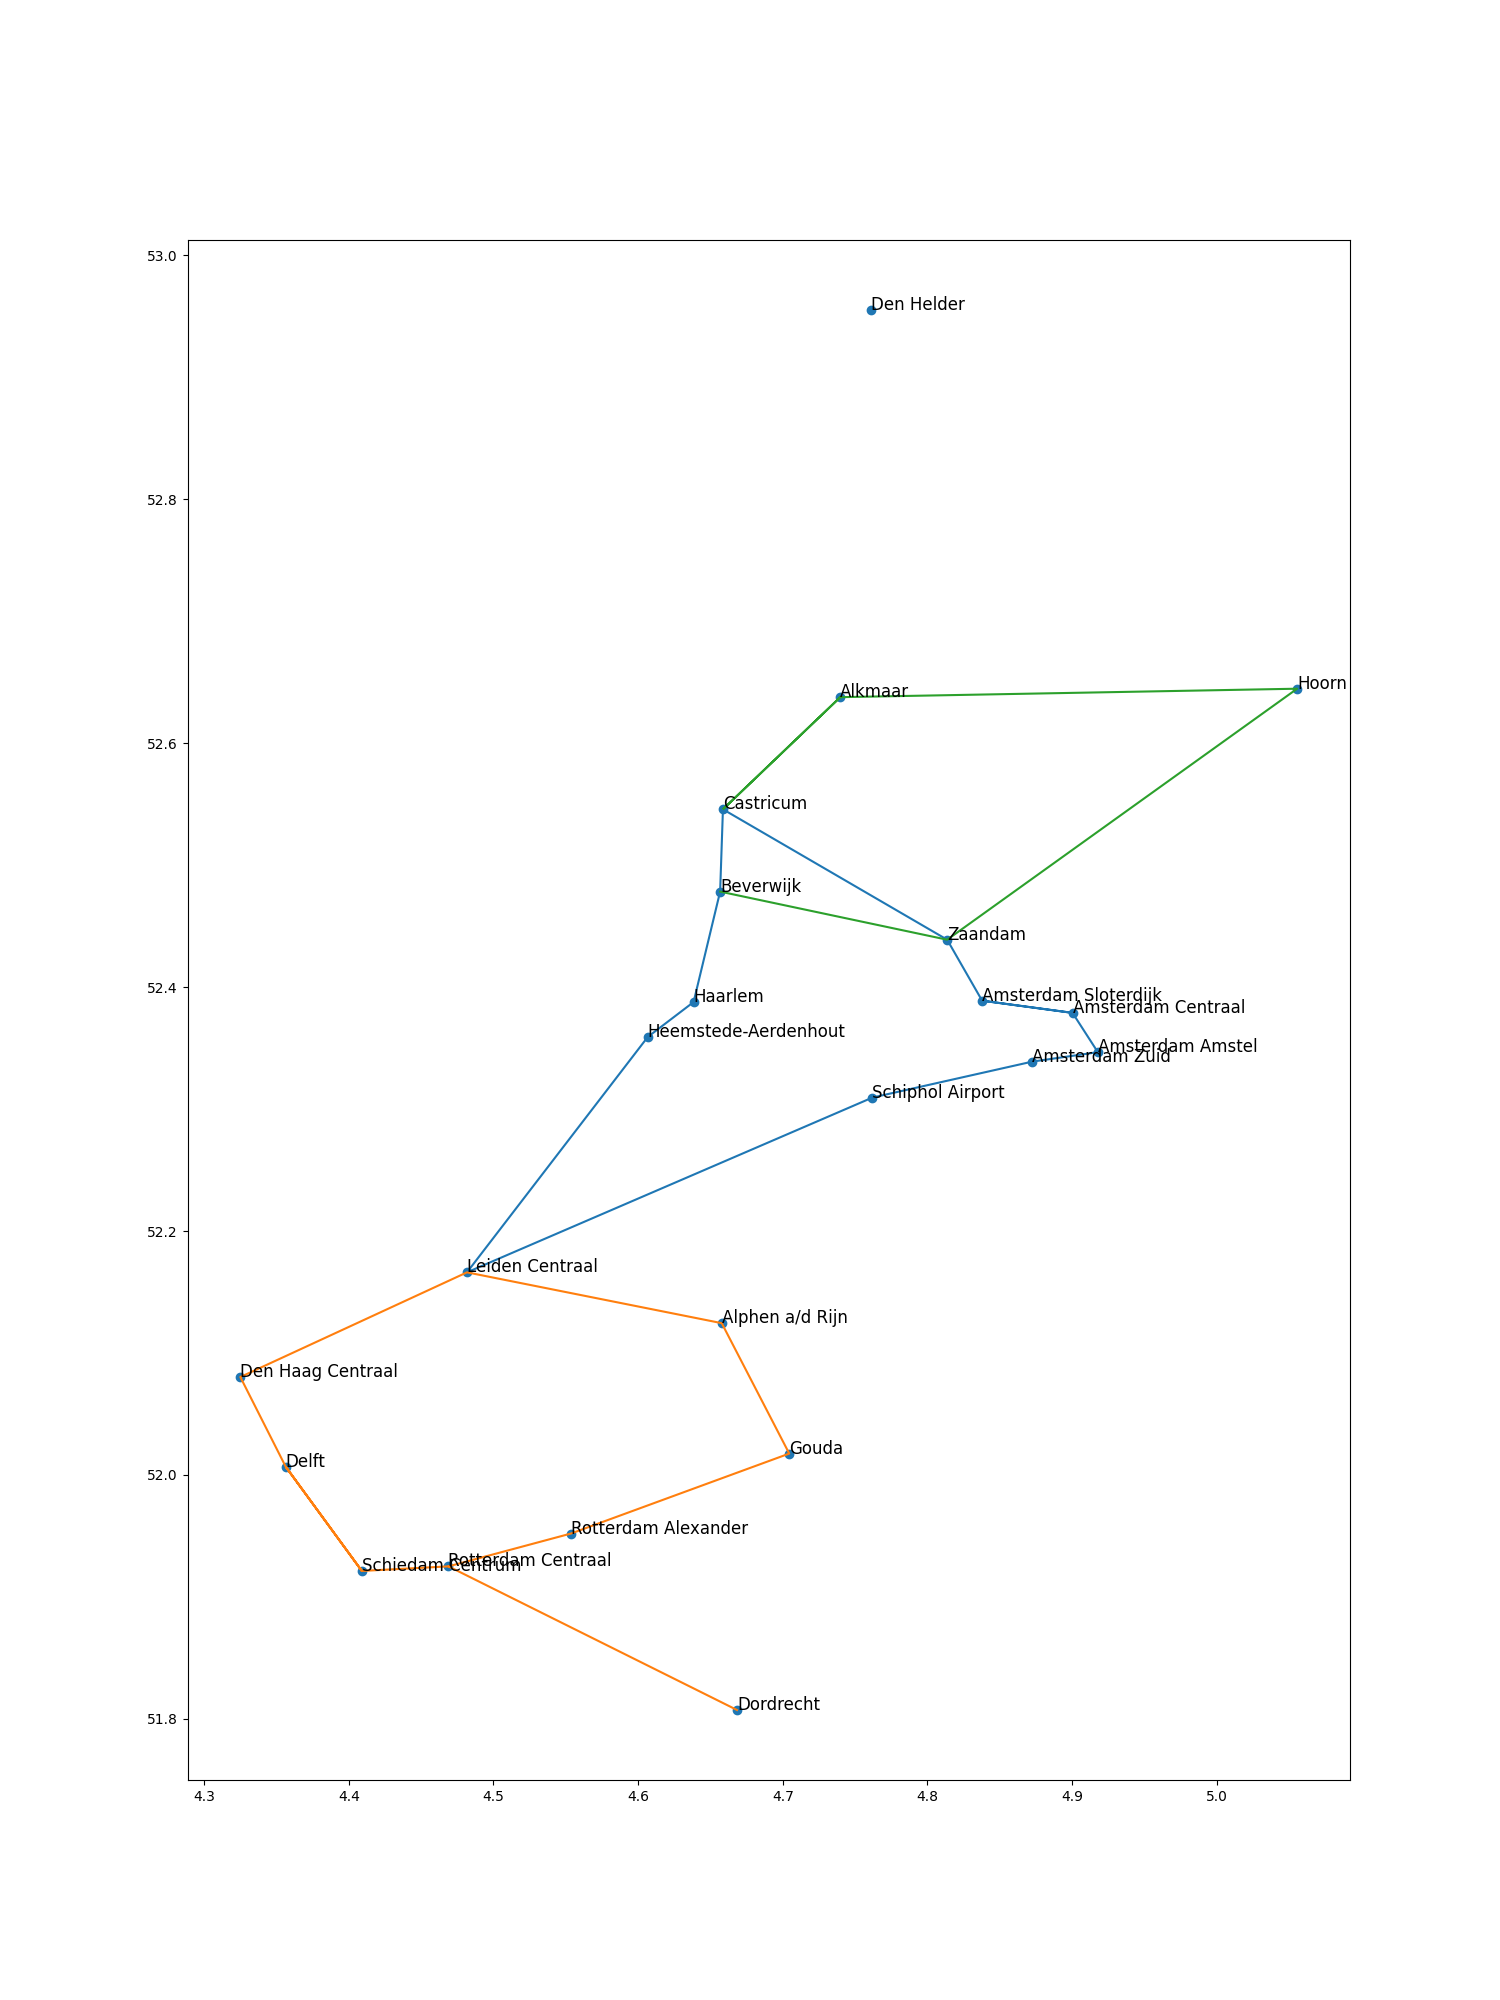 53.0
Den Helder
52.8
Hoorn
Alkmaar
52.6
Castricum
Beverwijk
Zaandam
52.4
Haarlem
Amsterdam Sloterdijk
Amsterdam Centraal
Heemstede-Aerdenhout
Amsterdam Amstel
Amsterdam Zuid
Schiphol Airport
52.2
Leiden Centraal
Alphen a/d Rijn
Den Haag Centraal
Gouda
Delft
52.0
Rotterdam Alexander
Rotterdam Centraal
Schiedam Centrum
Dordrecht
51.8
4.3 4.4 4.5 4.6 4.7 4.8 4.9 5.0